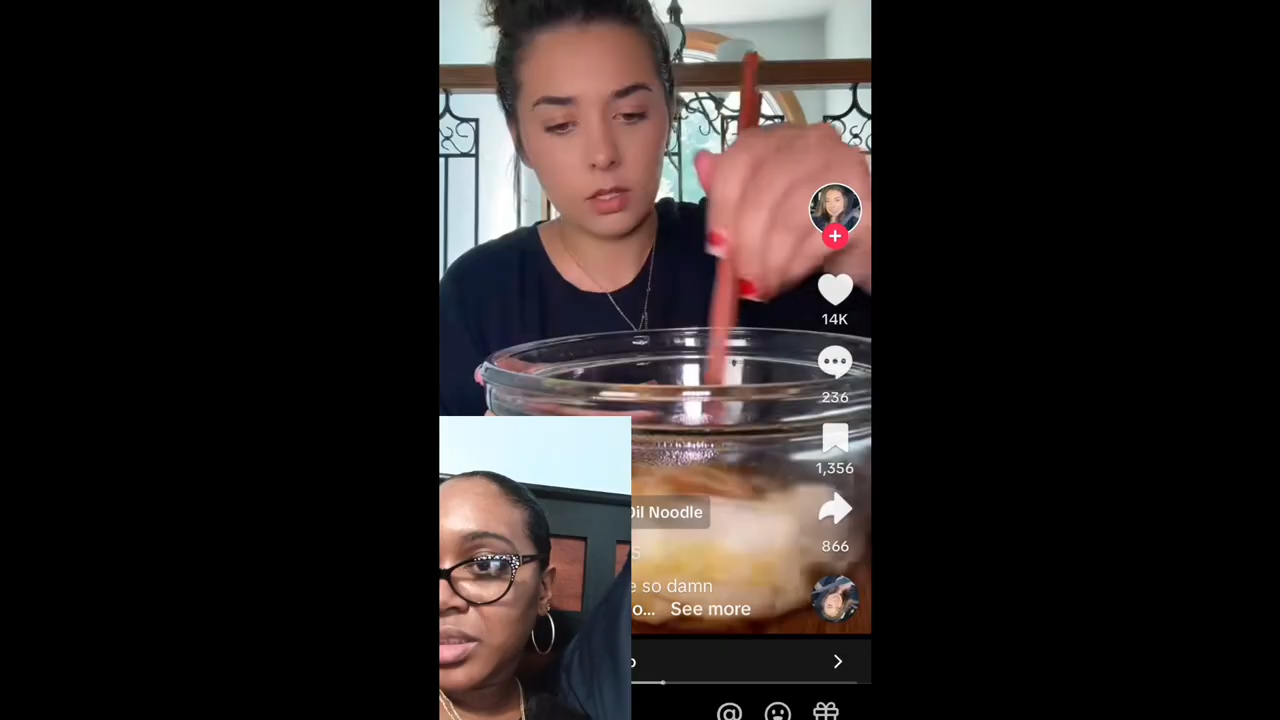 14K
236
1,356
Oil Noodle
866
e so damn
o... See more